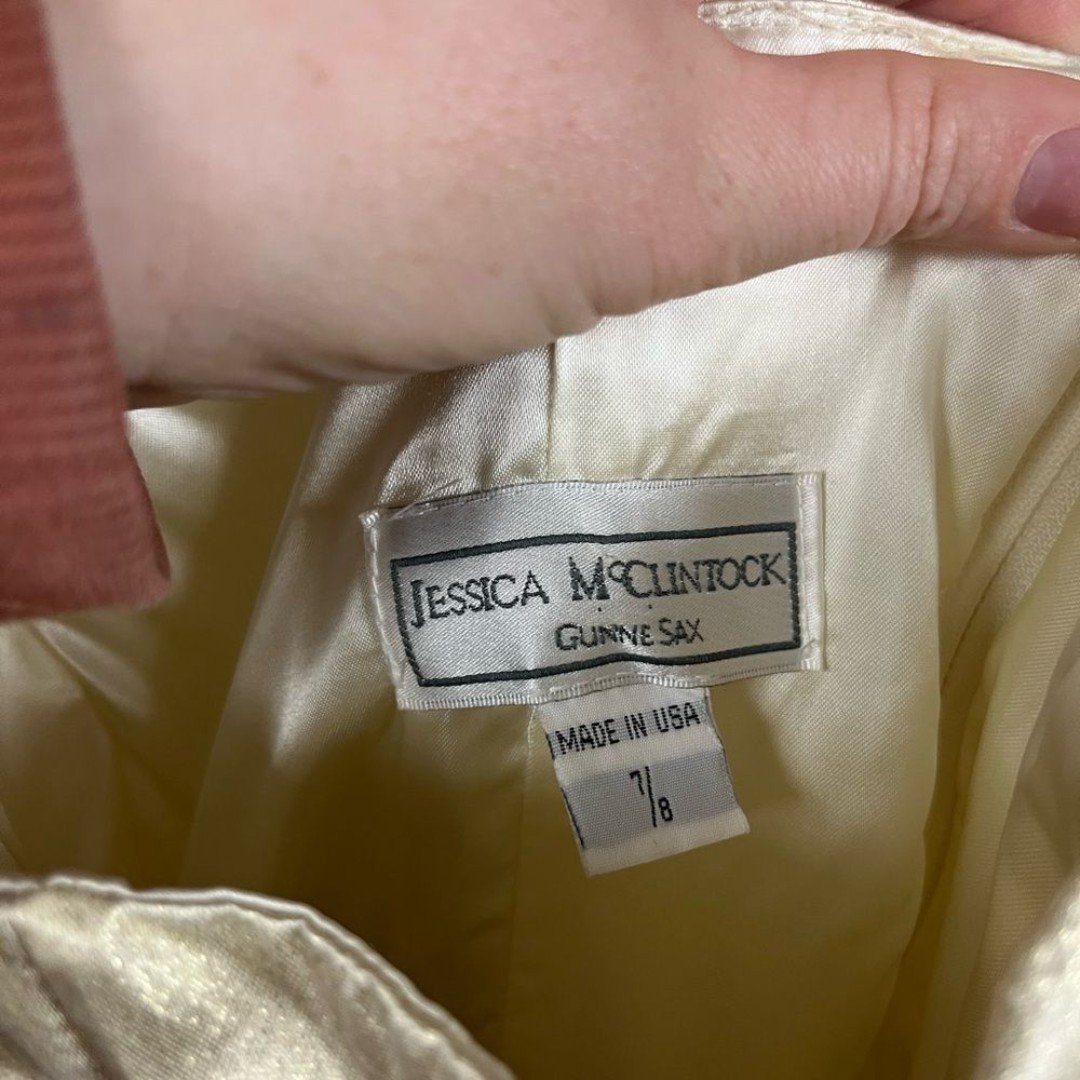 JESSICA McCLINTOCK
GUNNE SAX
MADE IN USA
7/8